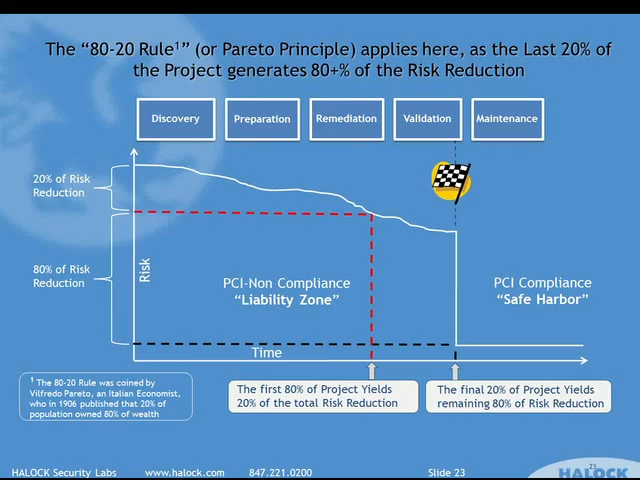 The “80-20 Rule¹” (or Pareto Principle) applies here, as the Last 20% of
the Project generates 80+% of the Risk Reduction
Discovery
Preparation
Remediation
Validation
Maintenance
20% of Risk
Reduction
80% of Risk
Reduction
Risk
PCI-Non Compliance
“Liability Zone”
PCI Compliance
“Safe Harbor”
Time
¹ The 80-20 Rule was coined by
Vilfredo Pareto, an Italian Economist,
who in 1906 published that 20% of
population owned 80% of wealth
The first 80% of Project Yields
20% of the total Risk Reduction
The final 20% of Project Yields
remaining 80% of Risk Reduction
23
HALOCK Security Labs www.halock.com 847.221.0200 Slide 23
HALOCK